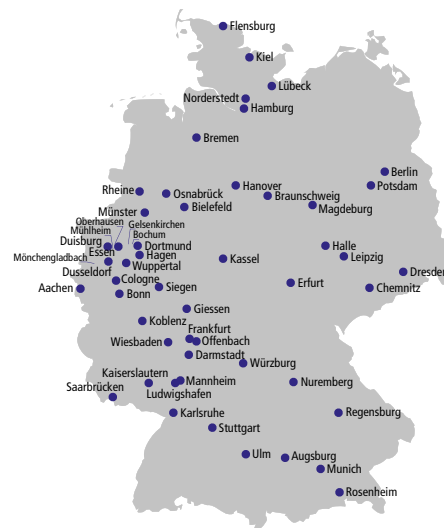 Flensburg
Kiel
Lübeck
Norderstedt
Hamburg
Bremen
Berlin
Potsdam
Rheine
Osnabrück
Hanover
Braunschweig
Magdeburg
Münster
Bielefeld
Oberhausen
Gelsenkirchen
Mühlheim
Bochum
Duisburg
Dortmund
Essen
Hagen
Halle
Leipzig
Mönchengladbach
Wuppertal
Kassel
Dusseldorf
Dresden
Cologne
Aachen
Bonn
Siegen
Erfurt
Chemnitz
Giessen
Koblenz
Frankfurt
Wiesbaden
Offenbach
Darmstadt
Würzburg
Kaiserslautern
Mannheim
Nuremberg
Saarbrücken
Ludwigshafen
Karlsruhe
Regensburg
Stuttgart
Ulm
Augsburg
Munich
Rosenheim